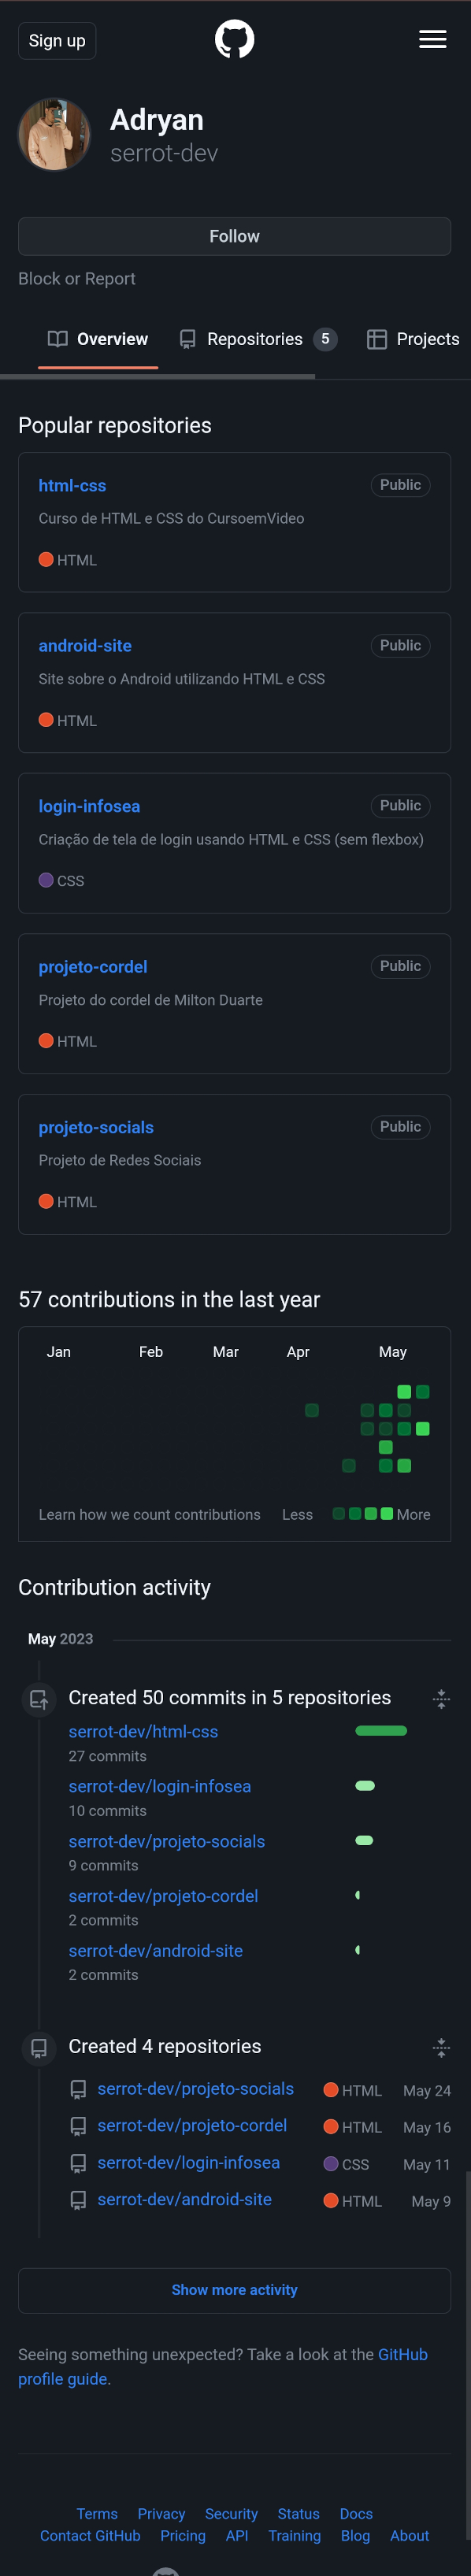 Sign up
Adryan
serrot-dev
Follow
Block or Report
Overview Repositories 5 Projects
Popular repositories
html-css Public
Curso de HTML e CSS do CursoemVideo
HTML
android-site Public
Site sobre o Android utilizando HTML e CSS
HTML
login-infosea Public
Criação de tela de login usando HTML e CSS (sem flexbox)
CSS
projeto-cordel Public
Projeto do cordel de Milton Duarte
HTML
projeto-socials Public
Projeto de Redes Sociais
HTML
57 contributions in the last year
Jan Feb Mar Apr May
Learn how we count contributions Less More
Contribution activity
May 2023
Created 50 commits in 5 repositories
serrot-dev/html-css
27 commits
serrot-dev/login-infosea
10 commits
serrot-dev/projeto-socials
9 commits
serrot-dev/projeto-cordel
2 commits
serrot-dev/android-site
2 commits
Created 4 repositories
serrot-dev/projeto-socials HTML May 24
serrot-dev/projeto-cordel HTML May 16
serrot-dev/login-infosea CSS May 11
serrot-dev/android-site HTML May 9
Show more activity
Seeing something unexpected? Take a look at the GitHub
profile guide.
Terms Privacy Security Status Docs
Contact GitHub Pricing API Training Blog About